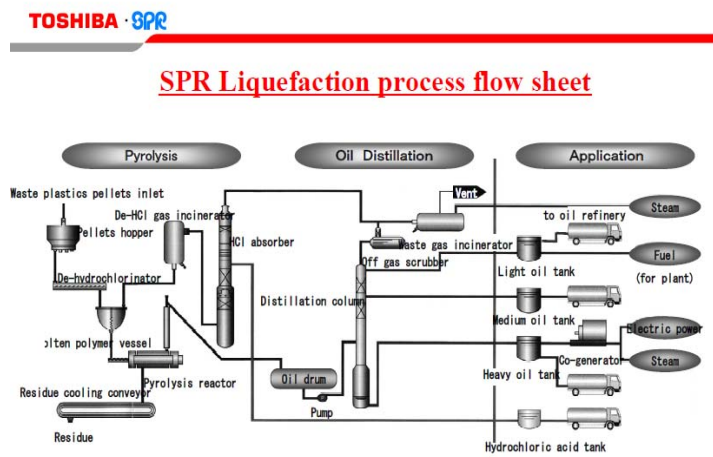 TOSHIBA · SPR
SPR Liquefaction process flow sheet
Pyrolysis
Oil Distillation
Application
Waste plastics pellets inlet
De-HCl gas incinerator
Pellets hopper
HCl absorber
De-hydrochlorinator
olten polymer vessel
Pyrolysis reactor
Residue cooling conveyor
Residue
Vent
Waste gas incinerator
Off gas scrubber
Distillation column
Oil drum
Pump
to oil refinery
Steam
Light oil tank
Fuel
(for plant)
Medium oil tank
Electric power
Co-generator
Heavy oil tank
Steam
Hydrochloric acid tank